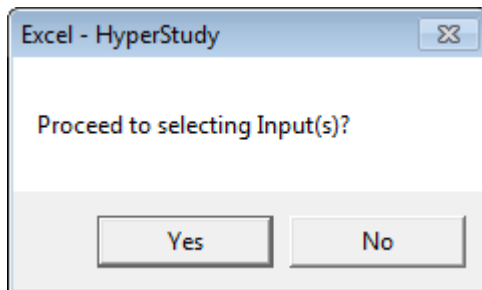 Excel - HyperStudy
Proceed to selecting Input(s)?
Yes No